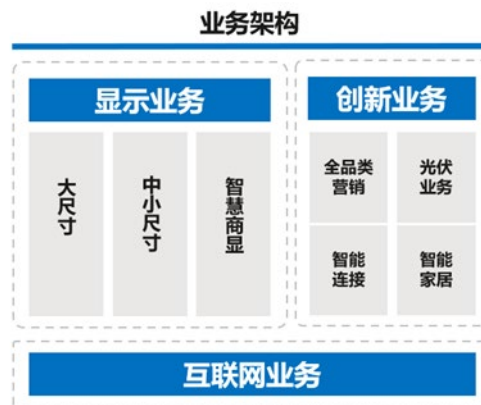 业务架构
显示业务
大尺寸
中小尺寸
智慧商显
创新业务
全品类
营销
光伏
业务
智能
连接
智能
家居
互联网业务